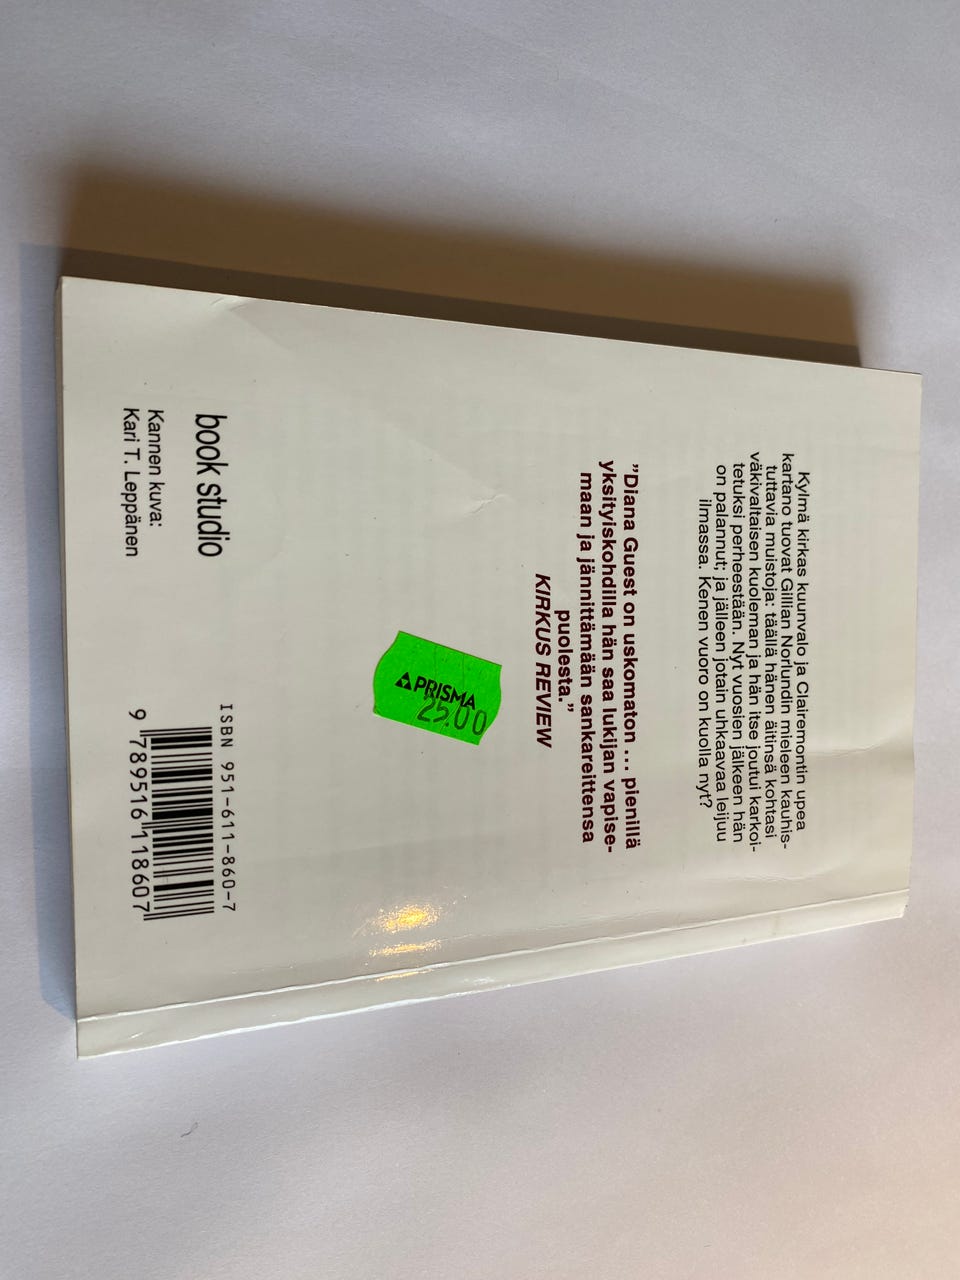 Kylmä kirkas kuunvalo ja Clairemontin upea
kartano tuovat Gillian Norlundin mieleen kauhis-
tuttavia muistoja: täällä hänen äitinsä kohtasi
väkivaltaisen kuoleman ja hän itse joutui karkoi-
tetuksi perheestään. Nyt vuosien jälkeen hän
on palannut; ja jälleen jotain uhkaavaa leijuu
ilmassa. Kenen vuoro on kuolla nyt?
”Diana Guest on uskomaton ... pienillä
yksityiskohdilla hän saa lukijan vapise-
maan ja jännittämään sankareittensa
puolesta.”
KIRKUS REVIEW
PRISMA
25.00
book studio
Kannen kuva:
Kari T. Leppänen
ISBN 951-611-860-7
9 789516 118607